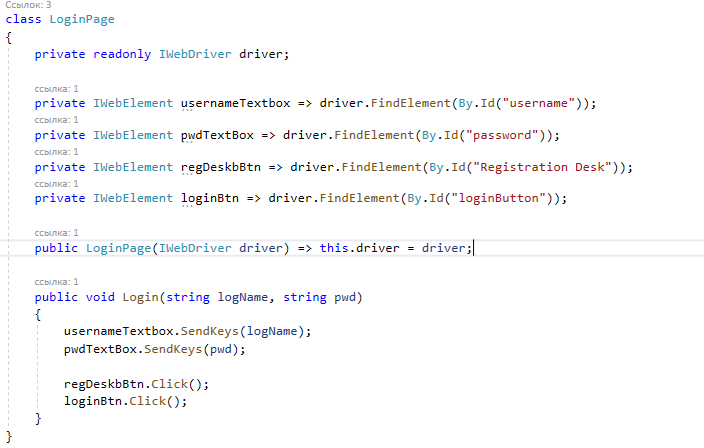 Ссылок: 3
class LoginPage
{
private readonly IWebDriver driver;
ссылка: 1
private IWebElement usernameTextbox => driver.FindElement(By.Id("username"));
ссылка: 1
private IWebElement pwdTextBox => driver.FindElement(By.Id("password"));
ссылка: 1
private IWebElement regDeskbBtn => driver.FindElement(By.Id("Registration Desk"));
ссылка: 1
private IWebElement loginBtn => driver.FindElement(By.Id("loginButton"));
ссылка: 1
public LoginPage(IWebDriver driver) => this.driver = driver;
ссылка: 1
public void Login(string logName, string pwd)
{
usernameTextbox.SendKeys(logName);
pwdTextBox.SendKeys(pwd);
regDeskbBtn.Click();
loginBtn.Click();
}
}